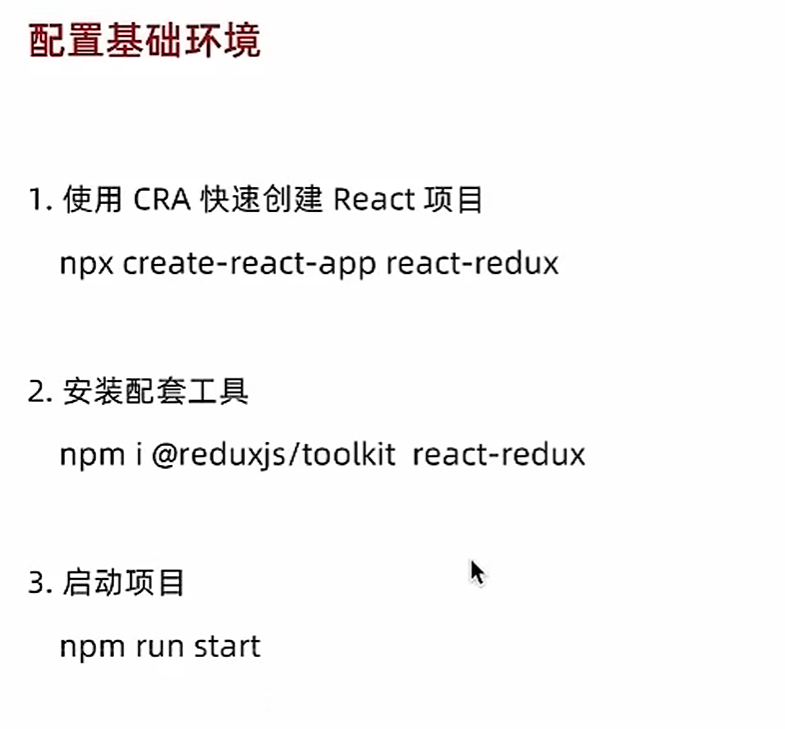 配置基础环境
1. 使用 CRA 快速创建 React 项目
npx create-react-app react-redux
2. 安装配套工具
npm i @reduxjs/toolkit  react-redux
3. 启动项目
npm run start